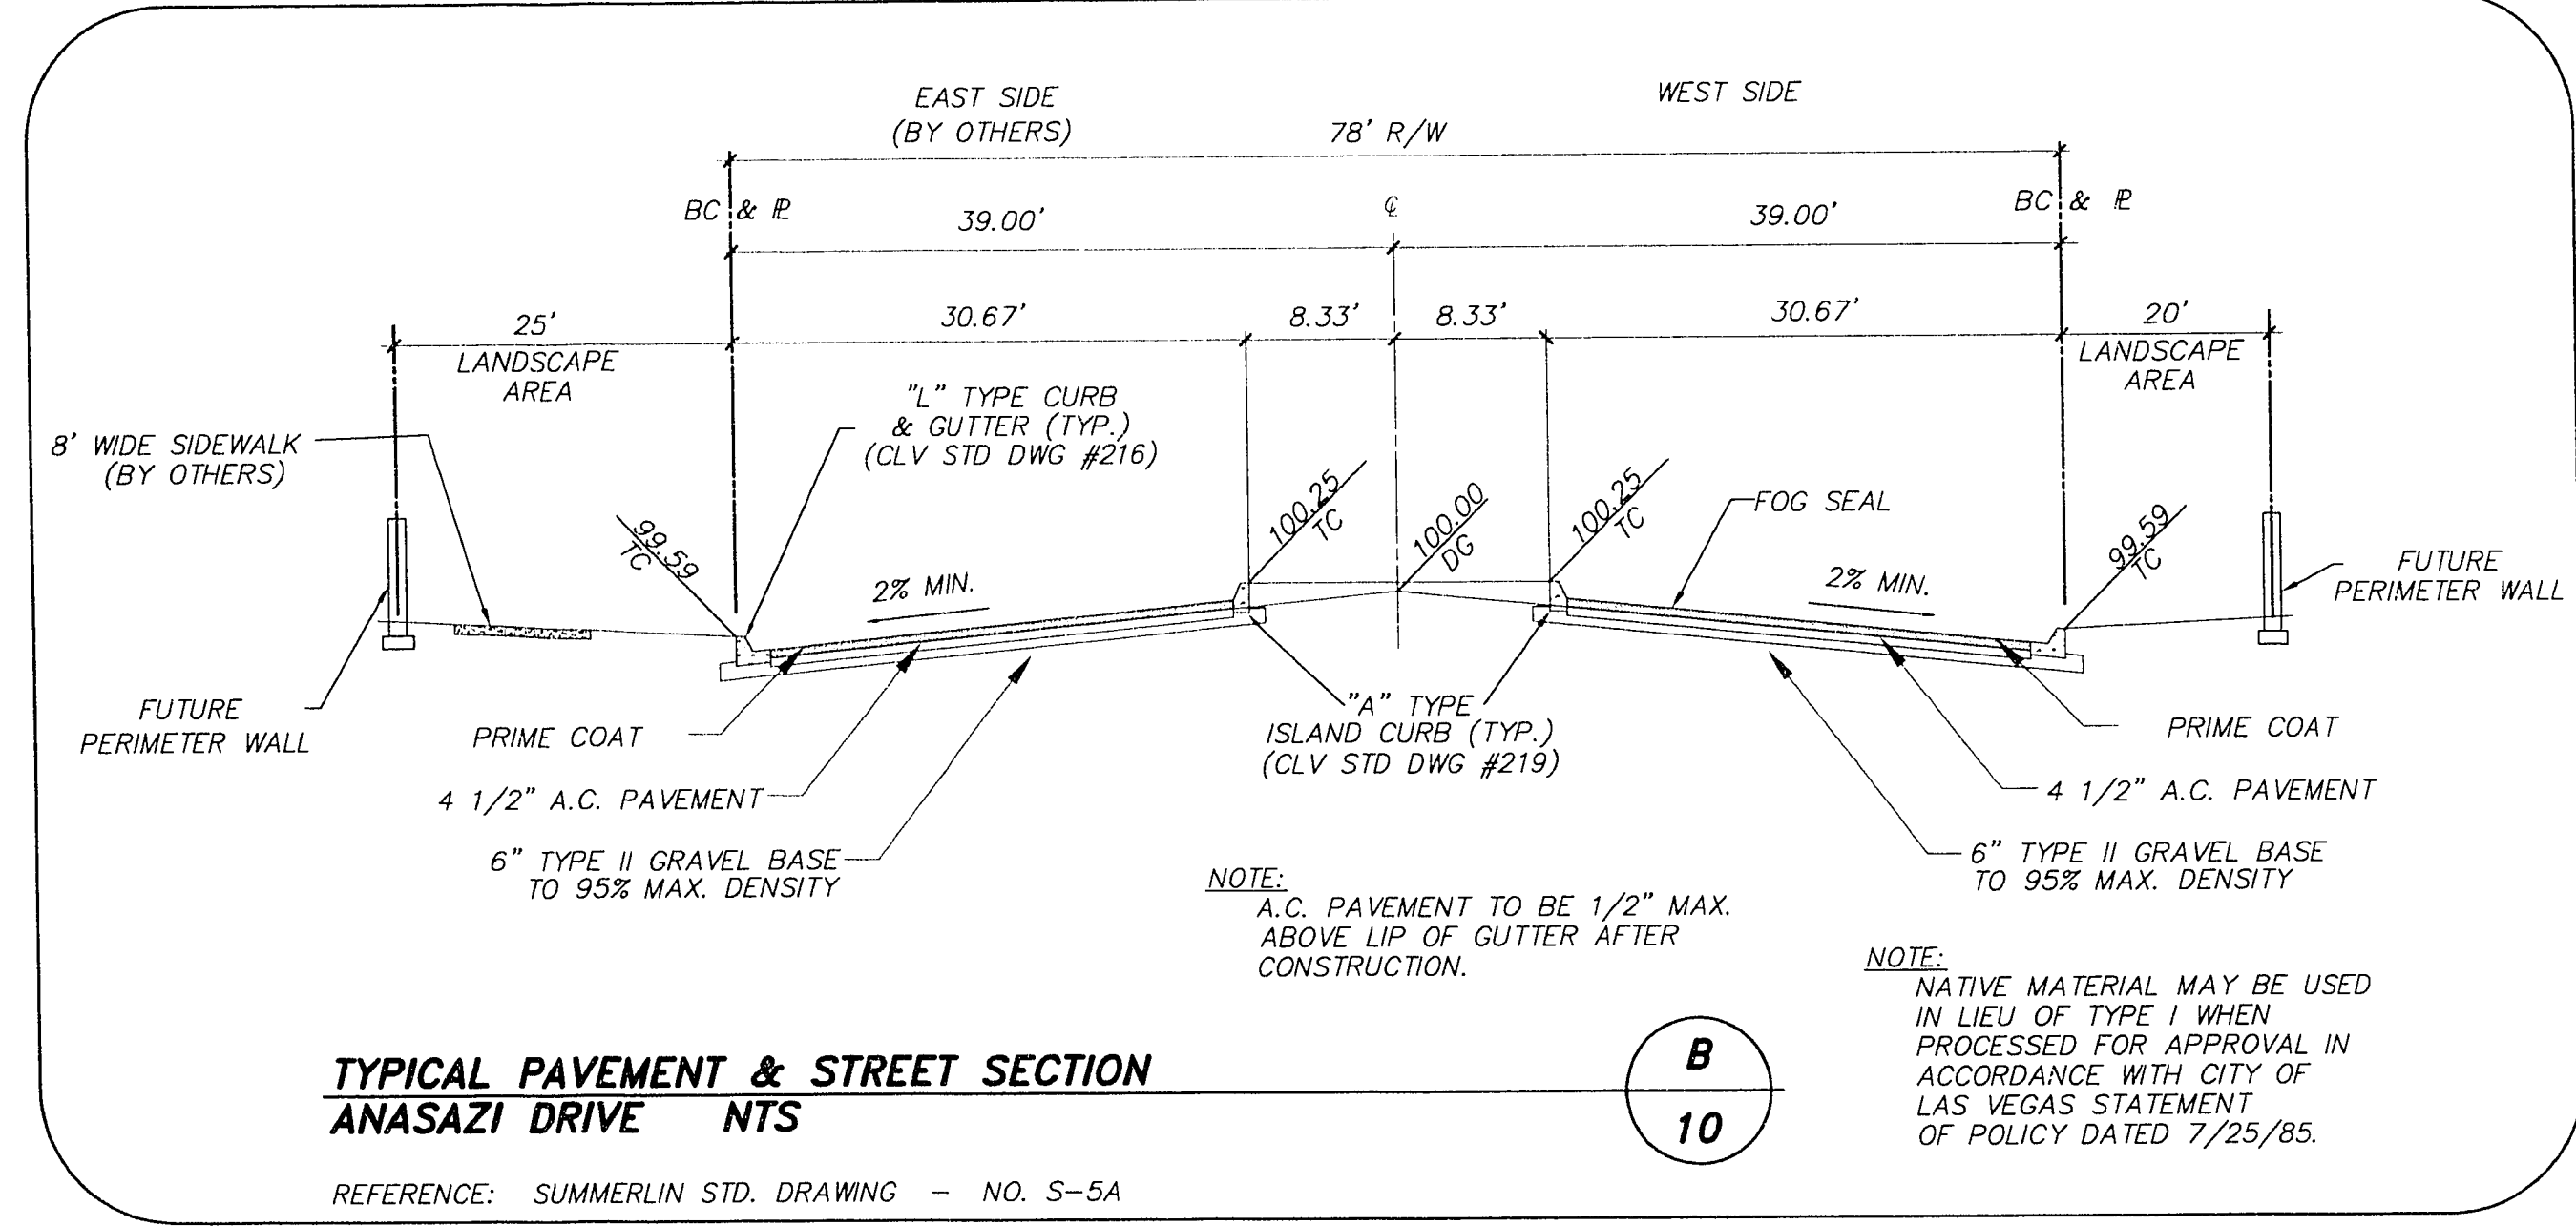 EAST SIDE
(BY OTHERS)
WEST SIDE
78' R/W
BC & ⅊
39.00'
℄
39.00'
BC & ⅊
25'
LANDSCAPE
AREA
30.67'
8.33'
8.33'
30.67'
20'
LANDSCAPE
AREA
"L" TYPE CURB
& GUTTER (TYP.)
(CLV STD DWG #216)
8' WIDE SIDEWALK
(BY OTHERS)
99.59
TC
2% MIN.
100.25
TC
100.00
DG
100.25
TC
FOG SEAL
2% MIN.
99.59
TC
FUTURE
PERIMETER WALL
FUTURE
PERIMETER WALL
PRIME COAT
4 1/2" A.C. PAVEMENT
6" TYPE II GRAVEL BASE
TO 95% MAX. DENSITY
"A" TYPE
ISLAND CURB (TYP.)
(CLV STD DWG #219)
PRIME COAT
4 1/2" A.C. PAVEMENT
6" TYPE II GRAVEL BASE
TO 95% MAX. DENSITY
NOTE:
A.C. PAVEMENT TO BE 1/2" MAX.
ABOVE LIP OF GUTTER AFTER
CONSTRUCTION.
NOTE:
NATIVE MATERIAL MAY BE USED
IN LIEU OF TYPE I WHEN
PROCESSED FOR APPROVAL IN
ACCORDANCE WITH CITY OF
LAS VEGAS STATEMENT
OF POLICY DATED 7/25/85.
TYPICAL PAVEMENT & STREET SECTION
ANASAZI DRIVE NTS
B
10
REFERENCE: SUMMERLIN STD. DRAWING - NO. S-5A